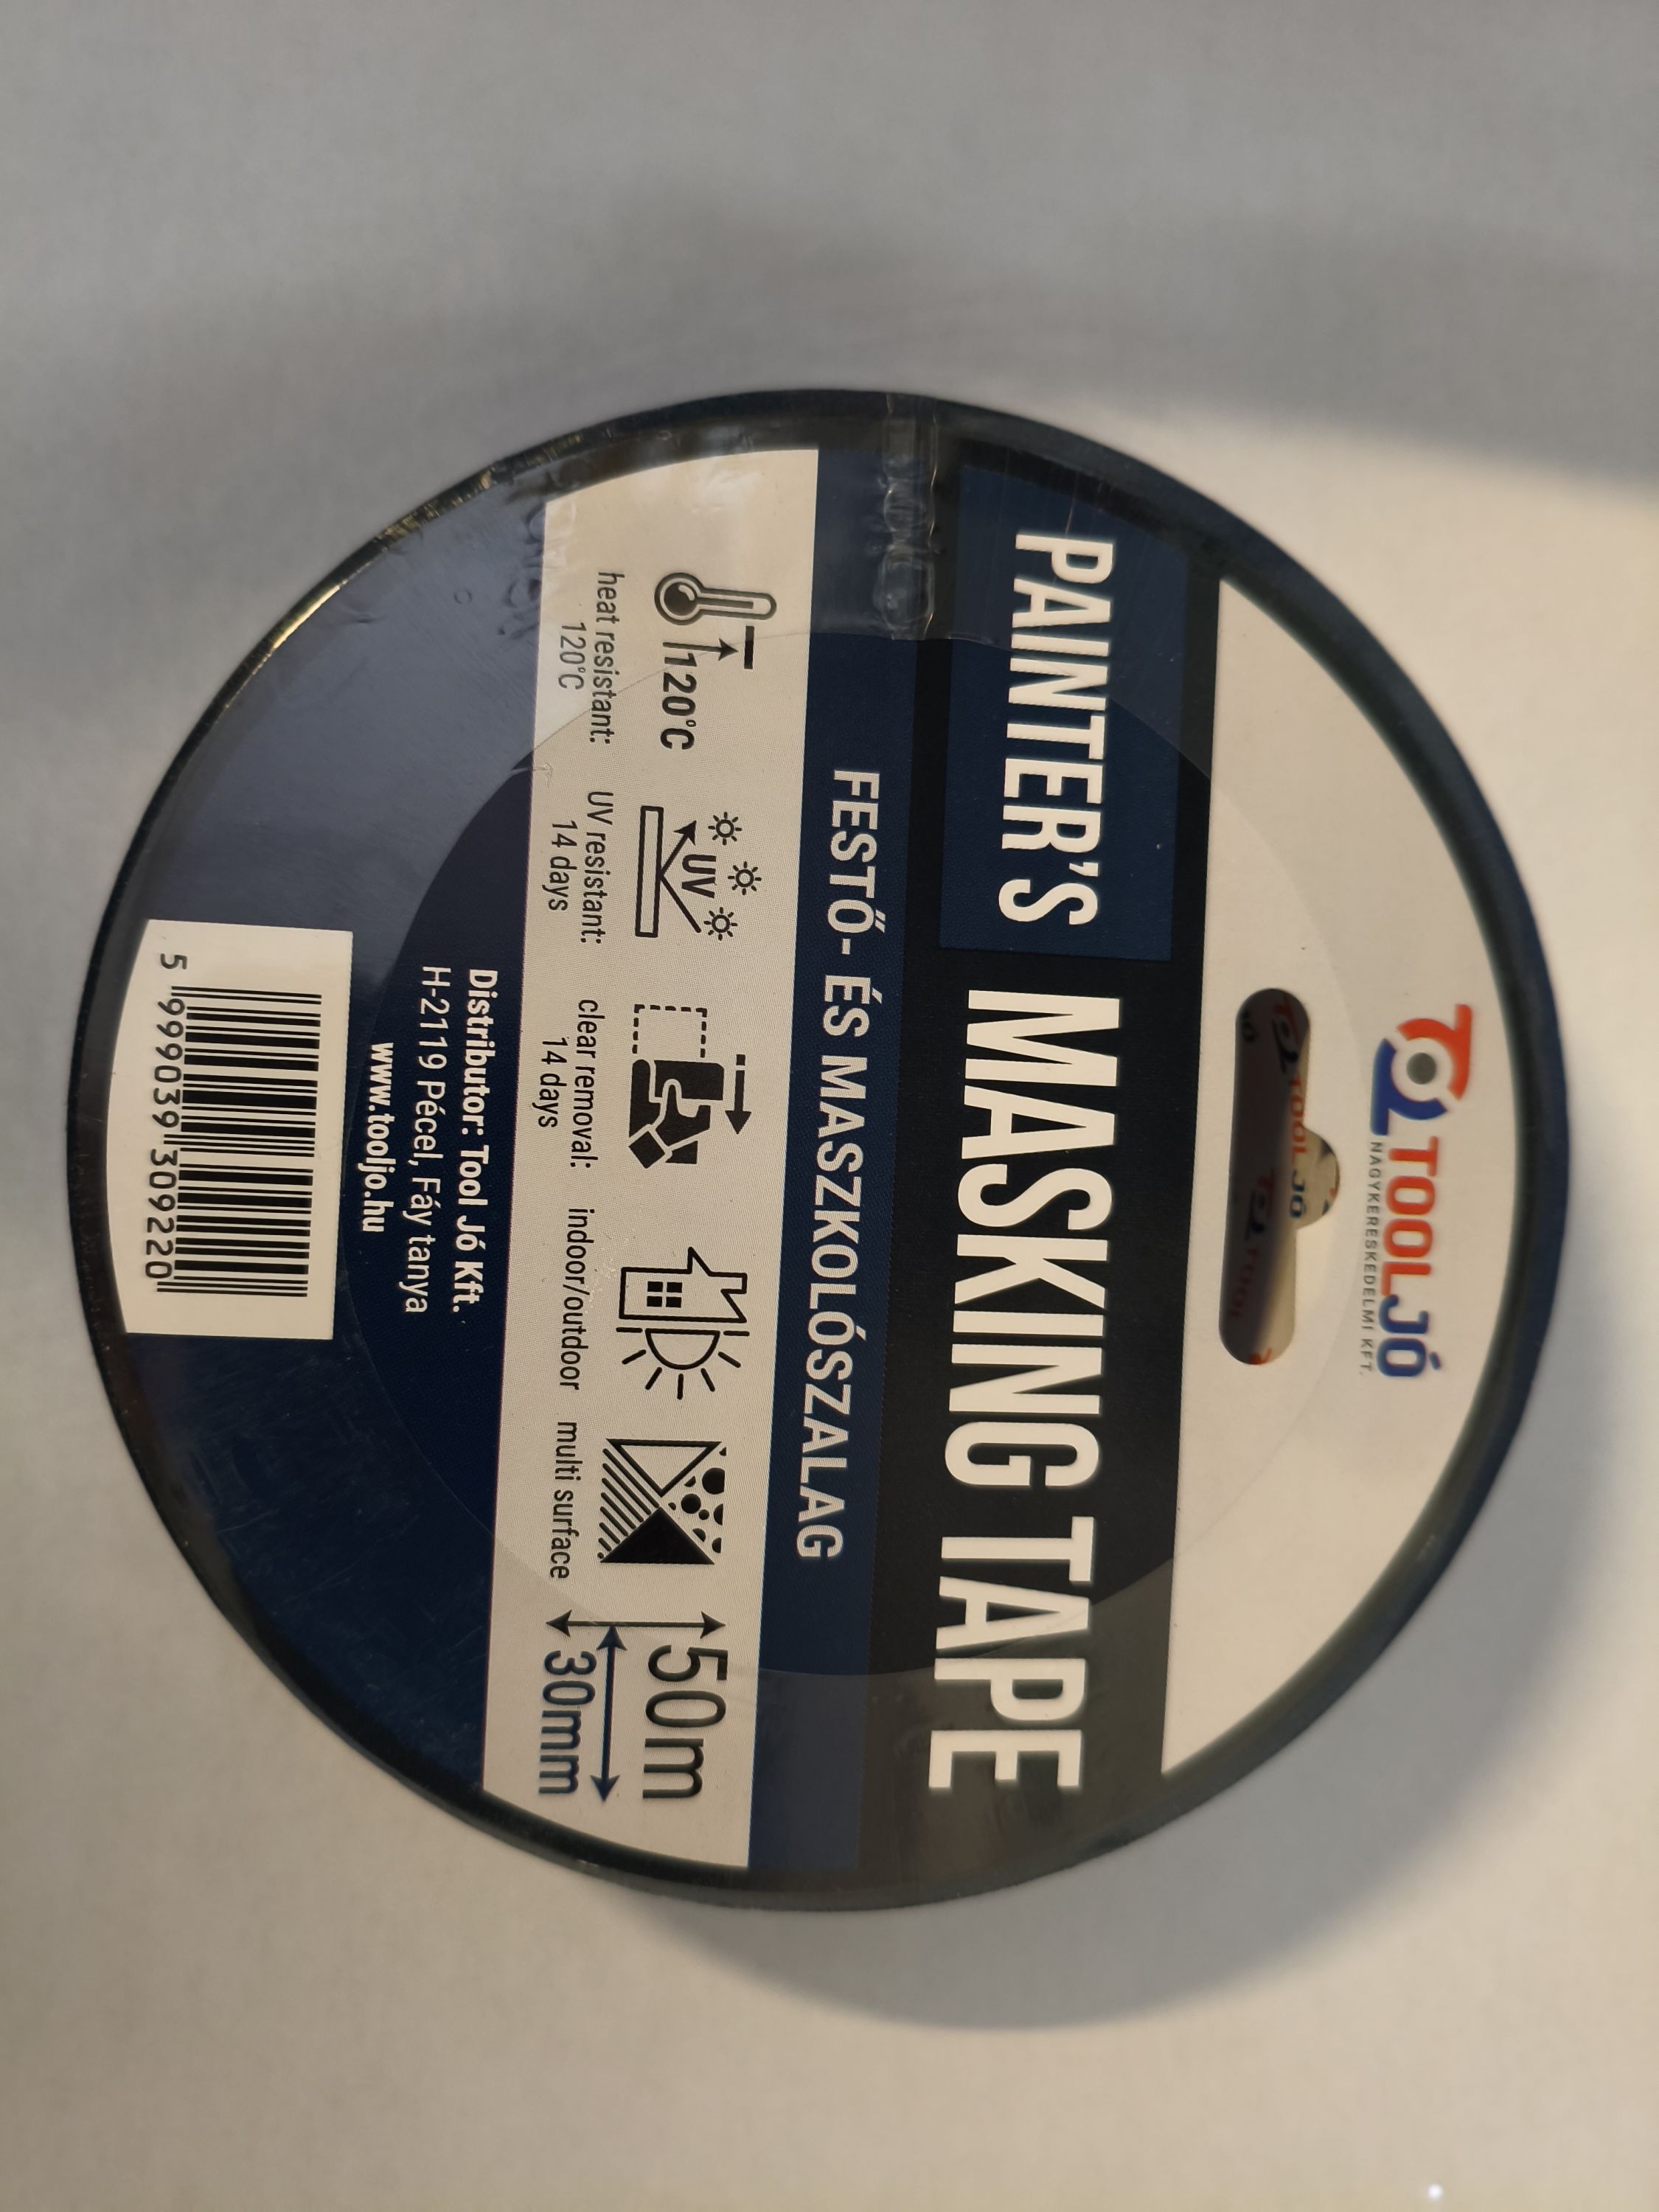 TOOLJÓ
NAGYKERESKEDELMI KFT.
TOOL JÓ
PAINTER'S MASKING TAPE
FESTŐ- ÉS MASZKOLÓSZALAG
120°C
heat resistant:
120°C
UV
UV resistant:
14 days
clear removal:
14 days
indoor/outdoor
multi surface
50m
30mm
Distributor: Tool Jó Kft.
H-2119 Pécel, Fáy tanya
www.tooljo.hu
5 999039 309220